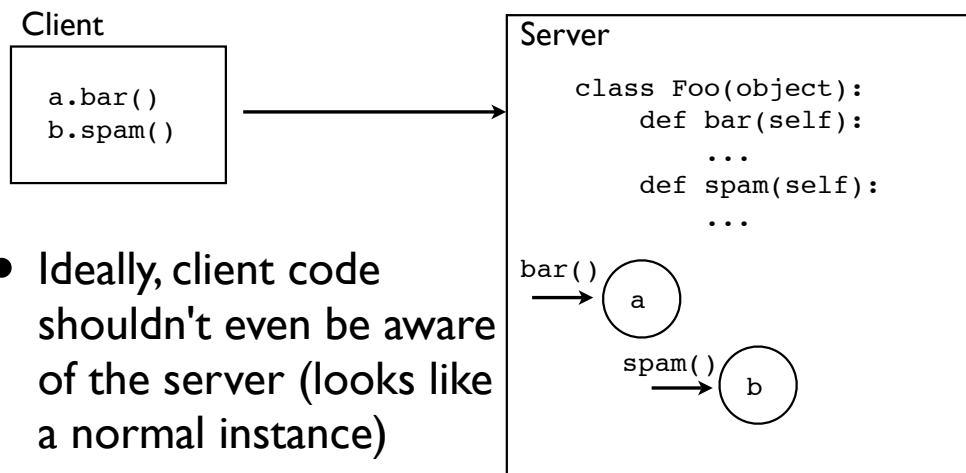 Client
a.bar()
b.spam()
Server
class Foo(object):
    def bar(self):
        ...
    def spam(self):
        ...
• Ideally, client code
shouldn't even be aware
of the server (looks like
a normal instance)
bar()
a
spam()
b